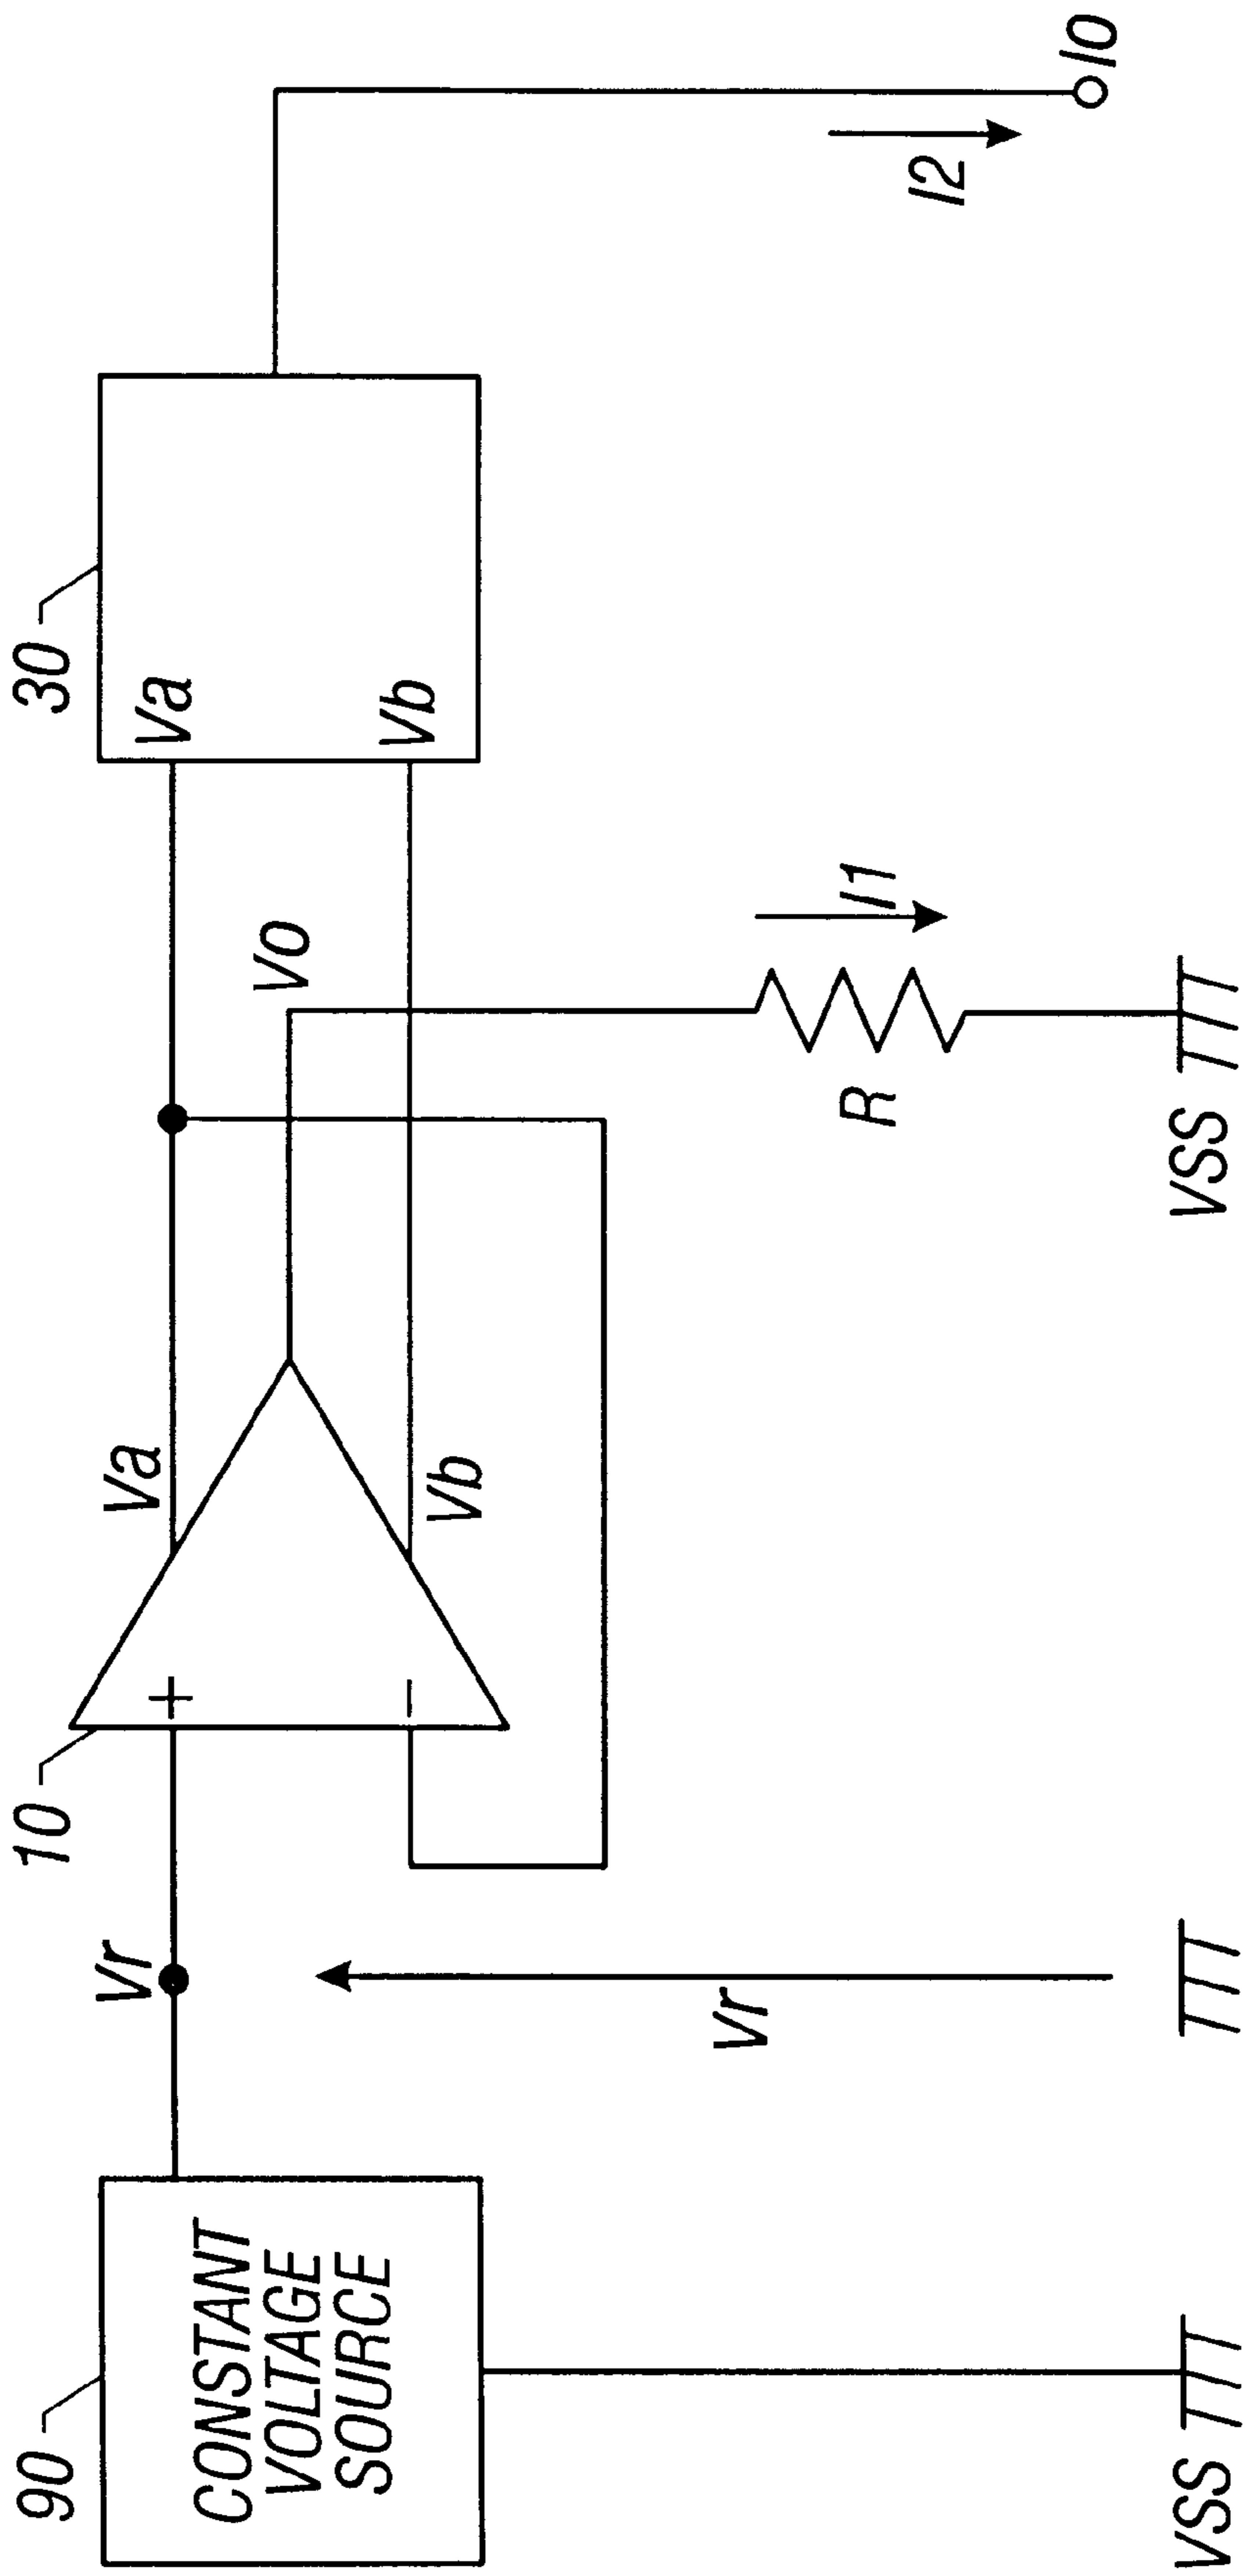 90
CONSTANT
VOLTAGE
SOURCE
VSS
Vr
Vr
10
+
−
Va
Vb
Vo
R
I1
VSS
30
Va
Vb
I2
IO